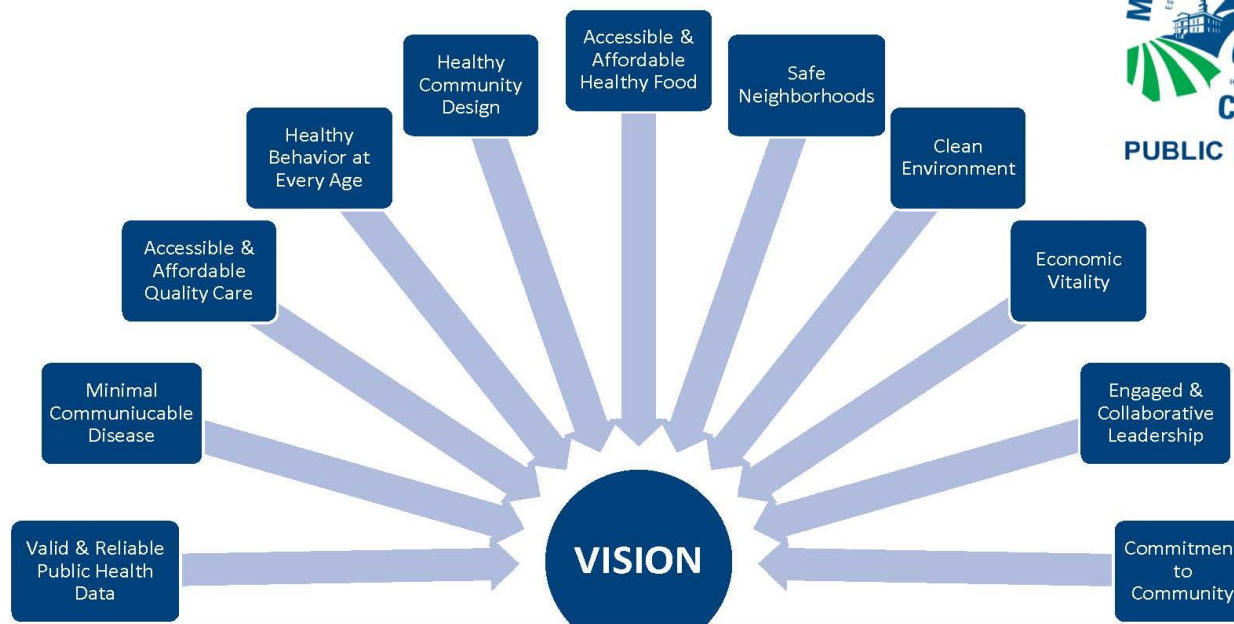 Accessible &
Affordable
Healthy Food
Healthy
Community
Design
Safe
Neighborhoods
Healthy
Behavior at
Every Age
Clean
Environment
PUBLIC
Accessible &
Affordable
Quality Care
Economic
Vitality
Minimal
Communiucable
Disease
Engaged &
Collaborative
Leadership
Valid & Reliable
Public Health
Data
VISION
Commitmen
to
Community